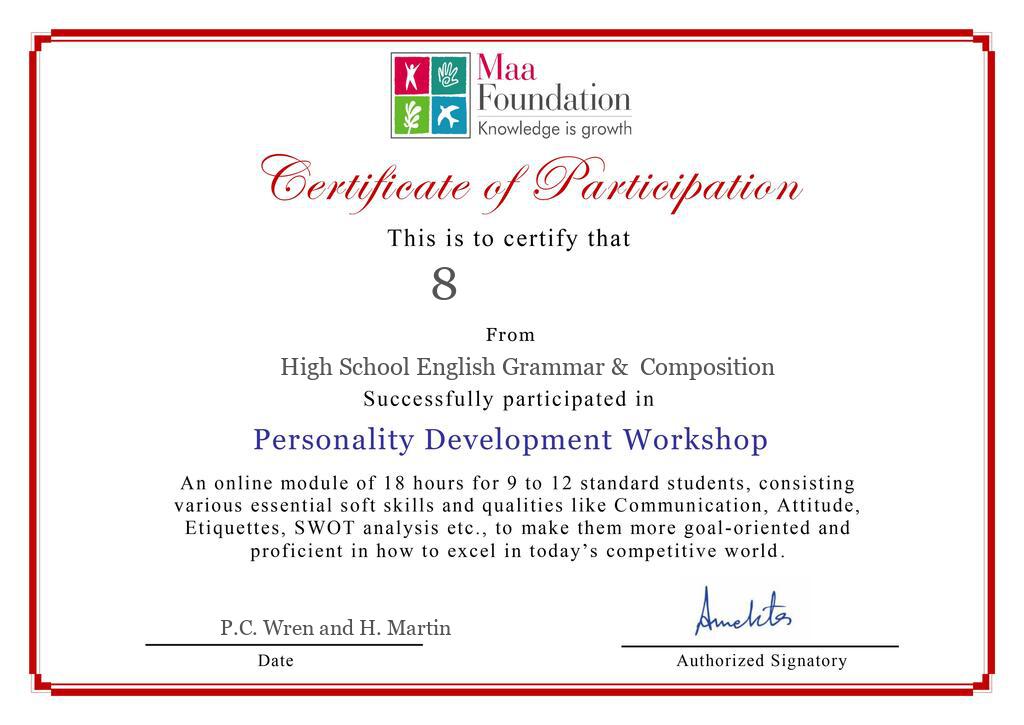 Maa
Foundation
Knowledge is growth
Certificate of Participation
This is to certify that
8
From
High School English Grammar & Composition
Successfully participated in
Personality Development Workshop
An online module of 18 hours for 9 to 12 standard students, consisting
various essential soft skills and qualities like Communication, Attitude,
Etiquettes, SWOT analysis etc., to make them more goal-oriented and
proficient in how to excel in today’s competitive world.
P.C. Wren and H. Martin
Date
Authorized Signatory